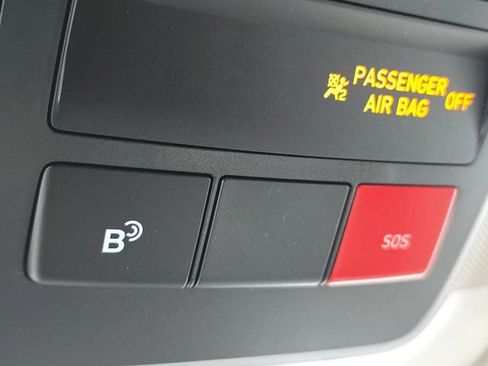 PASSENGER
AIR BAG OFF
B
SOS